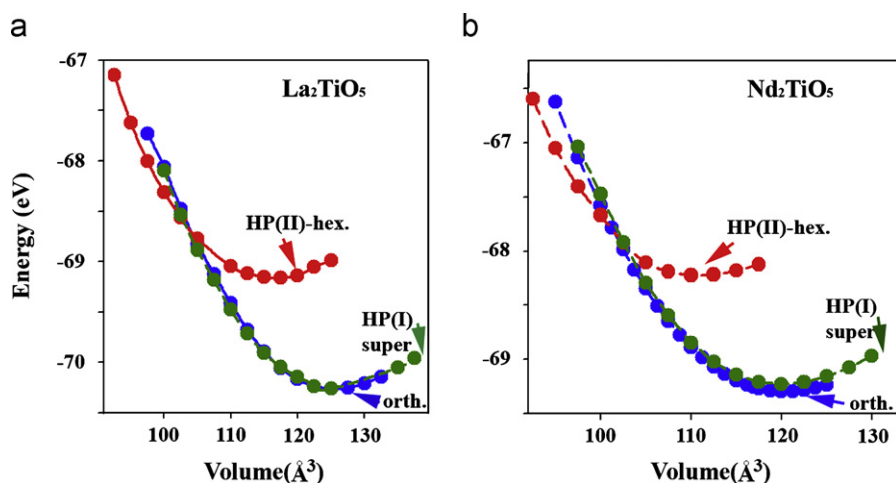 a
b
-67
-68
-69
-70
Energy (eV)
La₂TiO₅
HP(II)-hex.
HP(I)
super
orth.
100
110
120
130
Volume(Å³)
-67
-68
-69
Nd₂TiO₅
HP(II)-hex.
HP(I)
super
orth.
100
110
120
130
Volume(Å³)